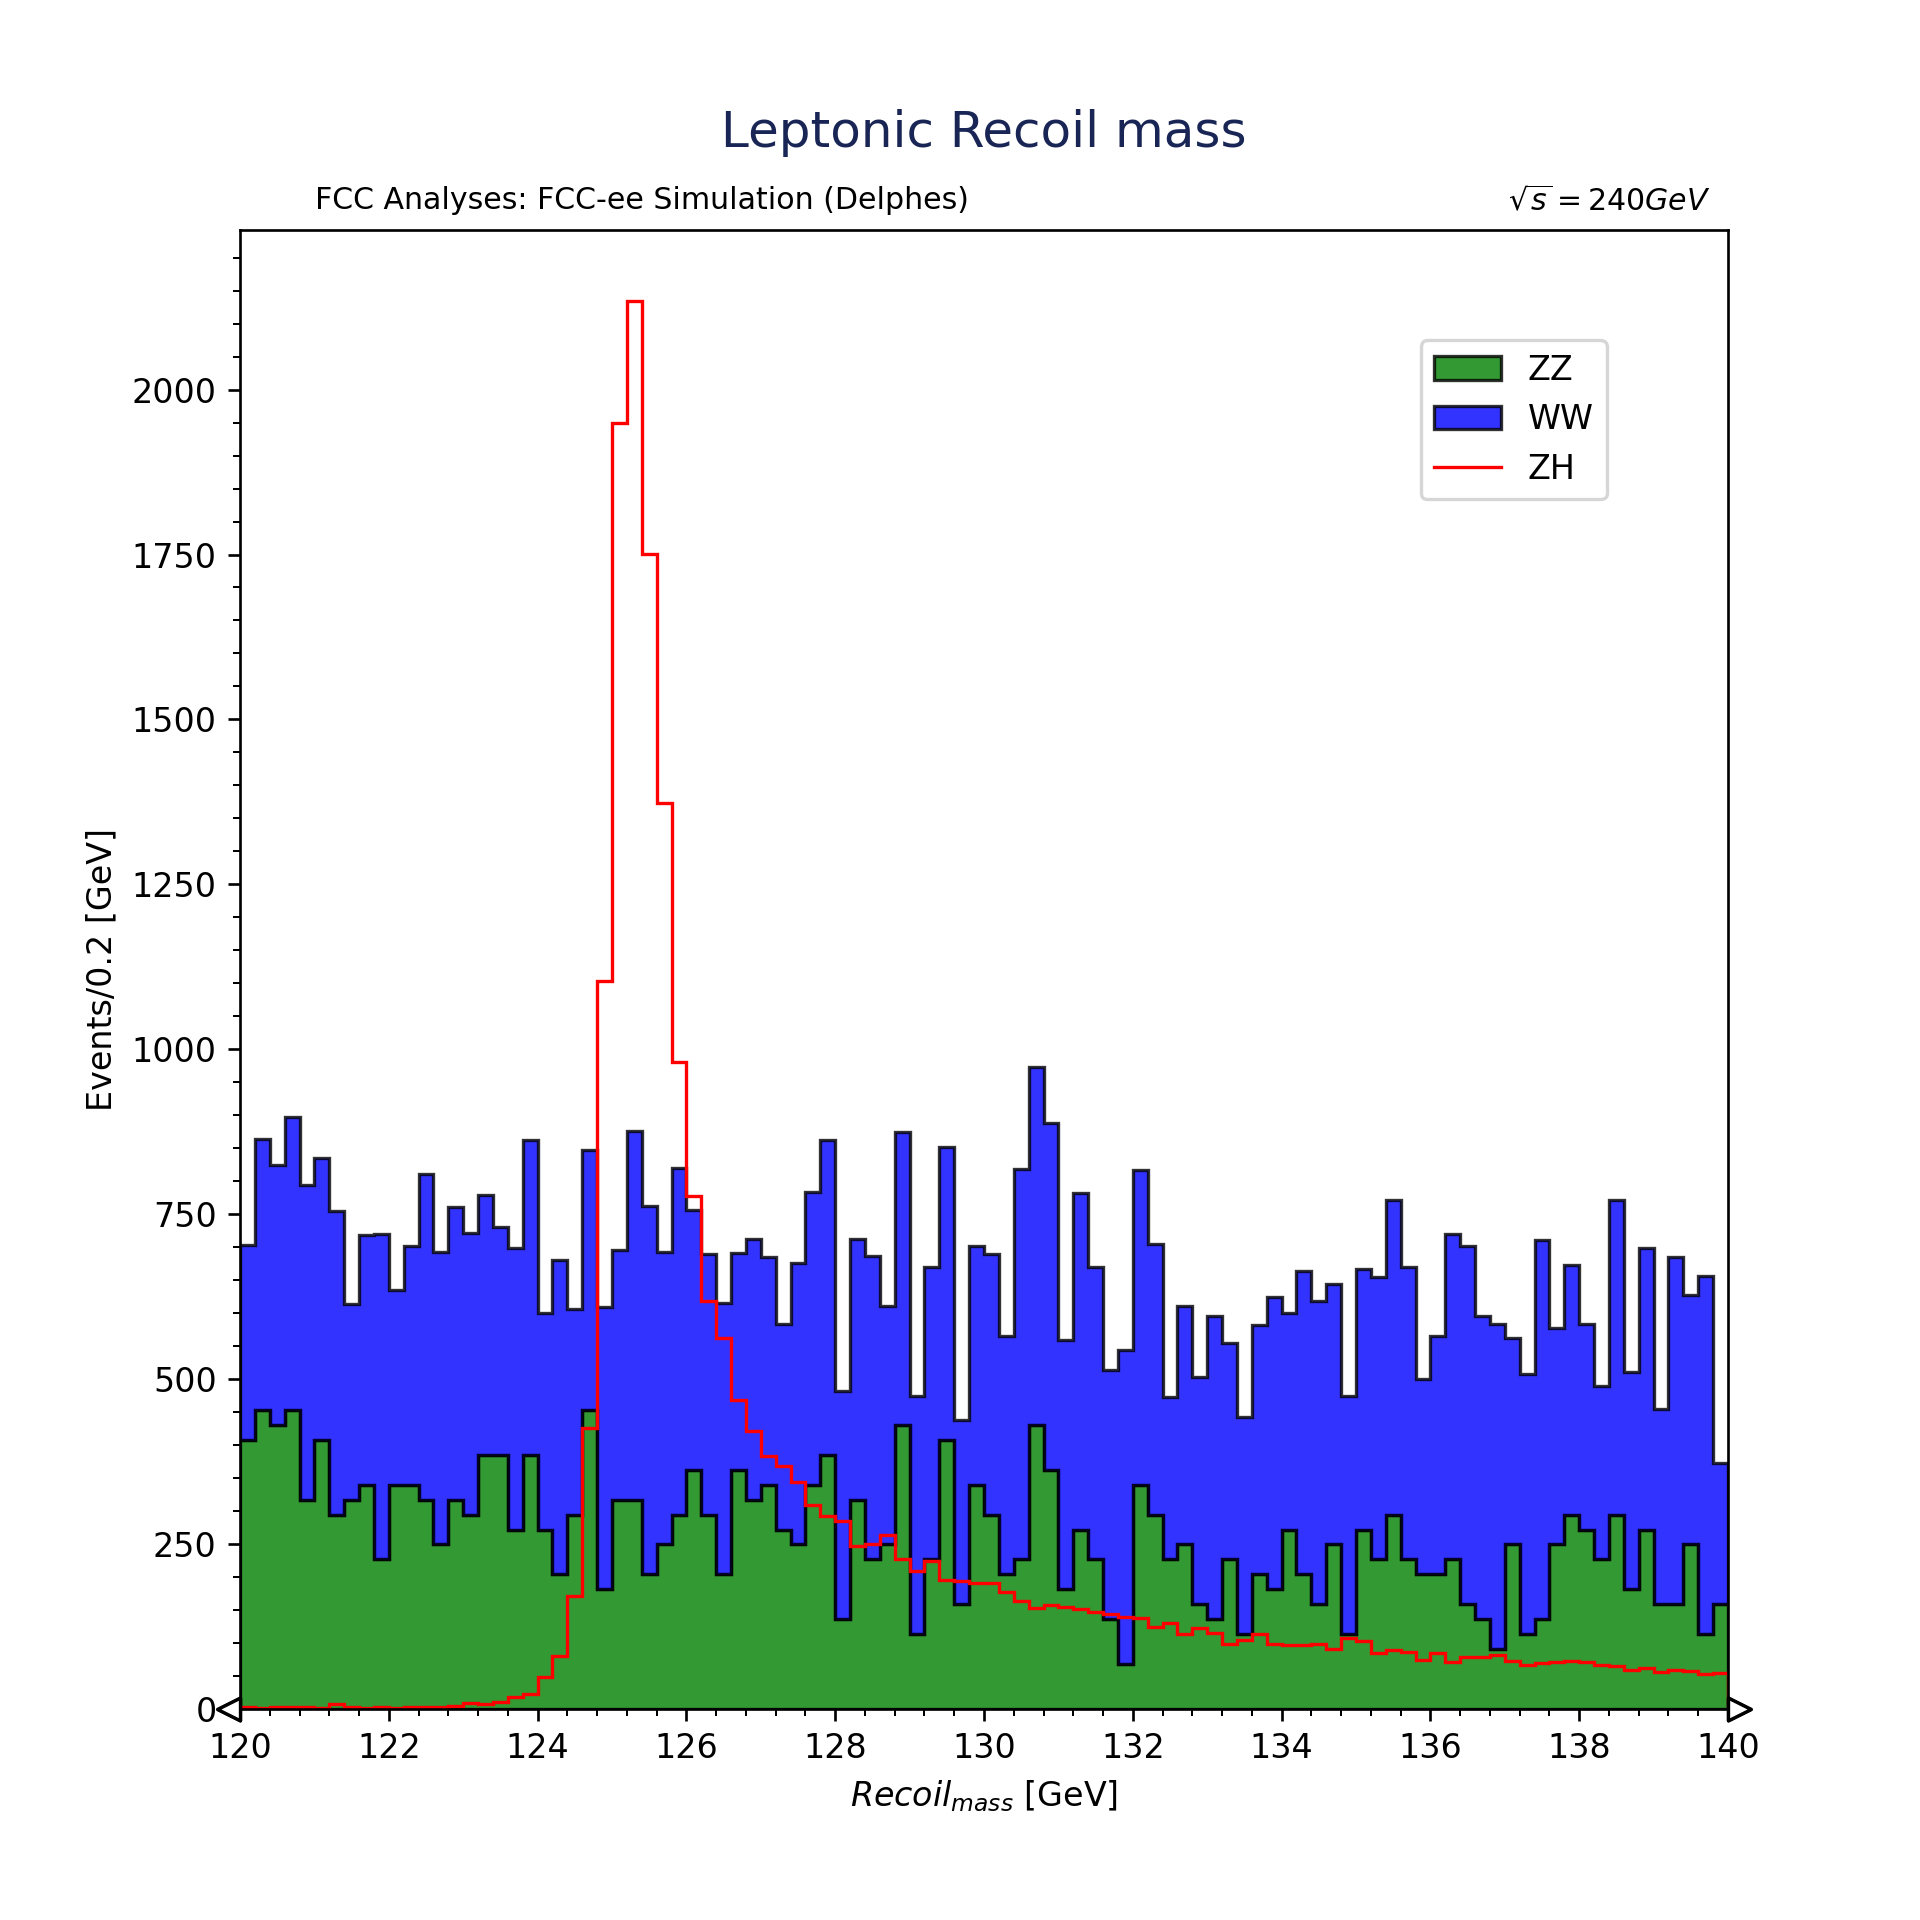 Leptonic Recoil mass
FCC Analyses: FCC-ee Simulation (Delphes)
√s = 240GeV
ZZ
WW
ZH
Events/0.2 [GeV]
2000
1750
1500
1250
1000
750
500
250
0
120 122 124 126 128 130 132 134 136 138 140
Recoil_mass [GeV]